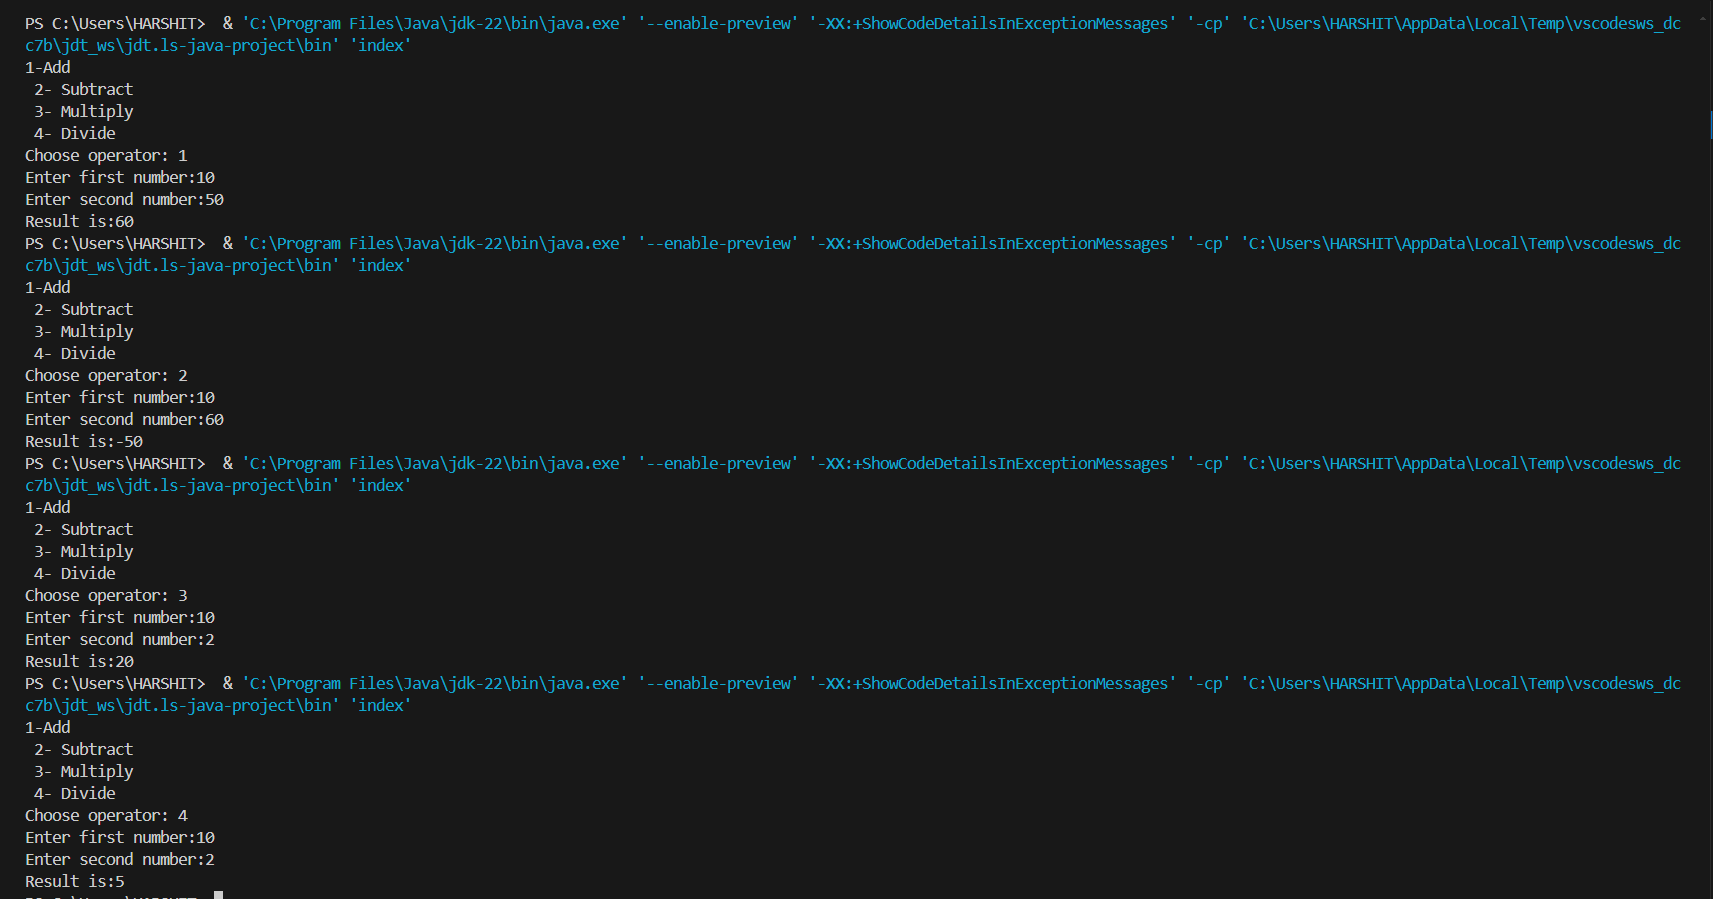 PS C:\Users\HARSHIT>  & 'C:\Program Files\Java\jdk-22\bin\java.exe' '--enable-preview' '-XX:+ShowCodeDetailsInExceptionMessages' '-cp' 'C:\Users\HARSHIT\AppData\Local\Temp\vscodesws_dc
c7b\jdt_ws\jdt.ls-java-project\bin' 'index'
1-Add
 2- Subtract
 3- Multiply
 4- Divide
Choose operator: 1
Enter first number:10
Enter second number:50
Result is:60
PS C:\Users\HARSHIT>  & 'C:\Program Files\Java\jdk-22\bin\java.exe' '--enable-preview' '-XX:+ShowCodeDetailsInExceptionMessages' '-cp' 'C:\Users\HARSHIT\AppData\Local\Temp\vscodesws_dc
c7b\jdt_ws\jdt.ls-java-project\bin' 'index'
1-Add
 2- Subtract
 3- Multiply
 4- Divide
Choose operator: 2
Enter first number:10
Enter second number:60
Result is:-50
PS C:\Users\HARSHIT>  & 'C:\Program Files\Java\jdk-22\bin\java.exe' '--enable-preview' '-XX:+ShowCodeDetailsInExceptionMessages' '-cp' 'C:\Users\HARSHIT\AppData\Local\Temp\vscodesws_dc
c7b\jdt_ws\jdt.ls-java-project\bin' 'index'
1-Add
 2- Subtract
 3- Multiply
 4- Divide
Choose operator: 3
Enter first number:10
Enter second number:2
Result is:20
PS C:\Users\HARSHIT>  & 'C:\Program Files\Java\jdk-22\bin\java.exe' '--enable-preview' '-XX:+ShowCodeDetailsInExceptionMessages' '-cp' 'C:\Users\HARSHIT\AppData\Local\Temp\vscodesws_dc
c7b\jdt_ws\jdt.ls-java-project\bin' 'index'
1-Add
 2- Subtract
 3- Multiply
 4- Divide
Choose operator: 4
Enter first number:10
Enter second number:2
Result is:5